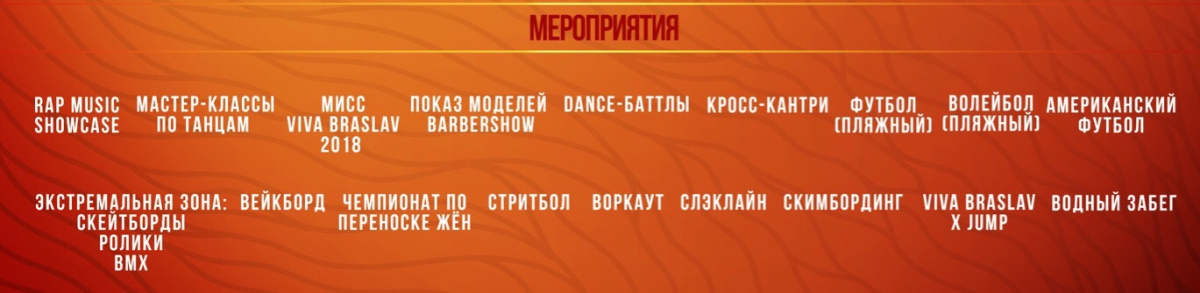 МЕРОПРИЯТИЯ
RAP MUSIC
SHOWCASE
МАСТЕР-КЛАССЫ
ПО ТАНЦАМ
МИСС
VIVA BRASLAV
2018
ПОКАЗ МОДЕЛЕЙ
BARBERSHOW
DANCE-БАТТЛЫ
КРОСС-КАНТРИ
ФУТБОЛ
(ПЛЯЖНЫЙ)
ВОЛЕЙБОЛ
(ПЛЯЖНЫЙ)
АМЕРИКАНСКИЙ
ФУТБОЛ
ЭКСТРЕМАЛЬНАЯ ЗОНА:
СКЕЙТБОРДЫ
РОЛИКИ
BMX
ВЕЙКБОРД
ЧЕМПИОНАТ ПО
ПЕРЕНОСКЕ ЖЁН
СТРИТБОЛ
ВОРКАУТ
СЛЭКЛАЙН
СКИМБОРДИНГ
VIVA BRASLAV
X JUMP
ВОДНЫЙ ЗАБЕГ